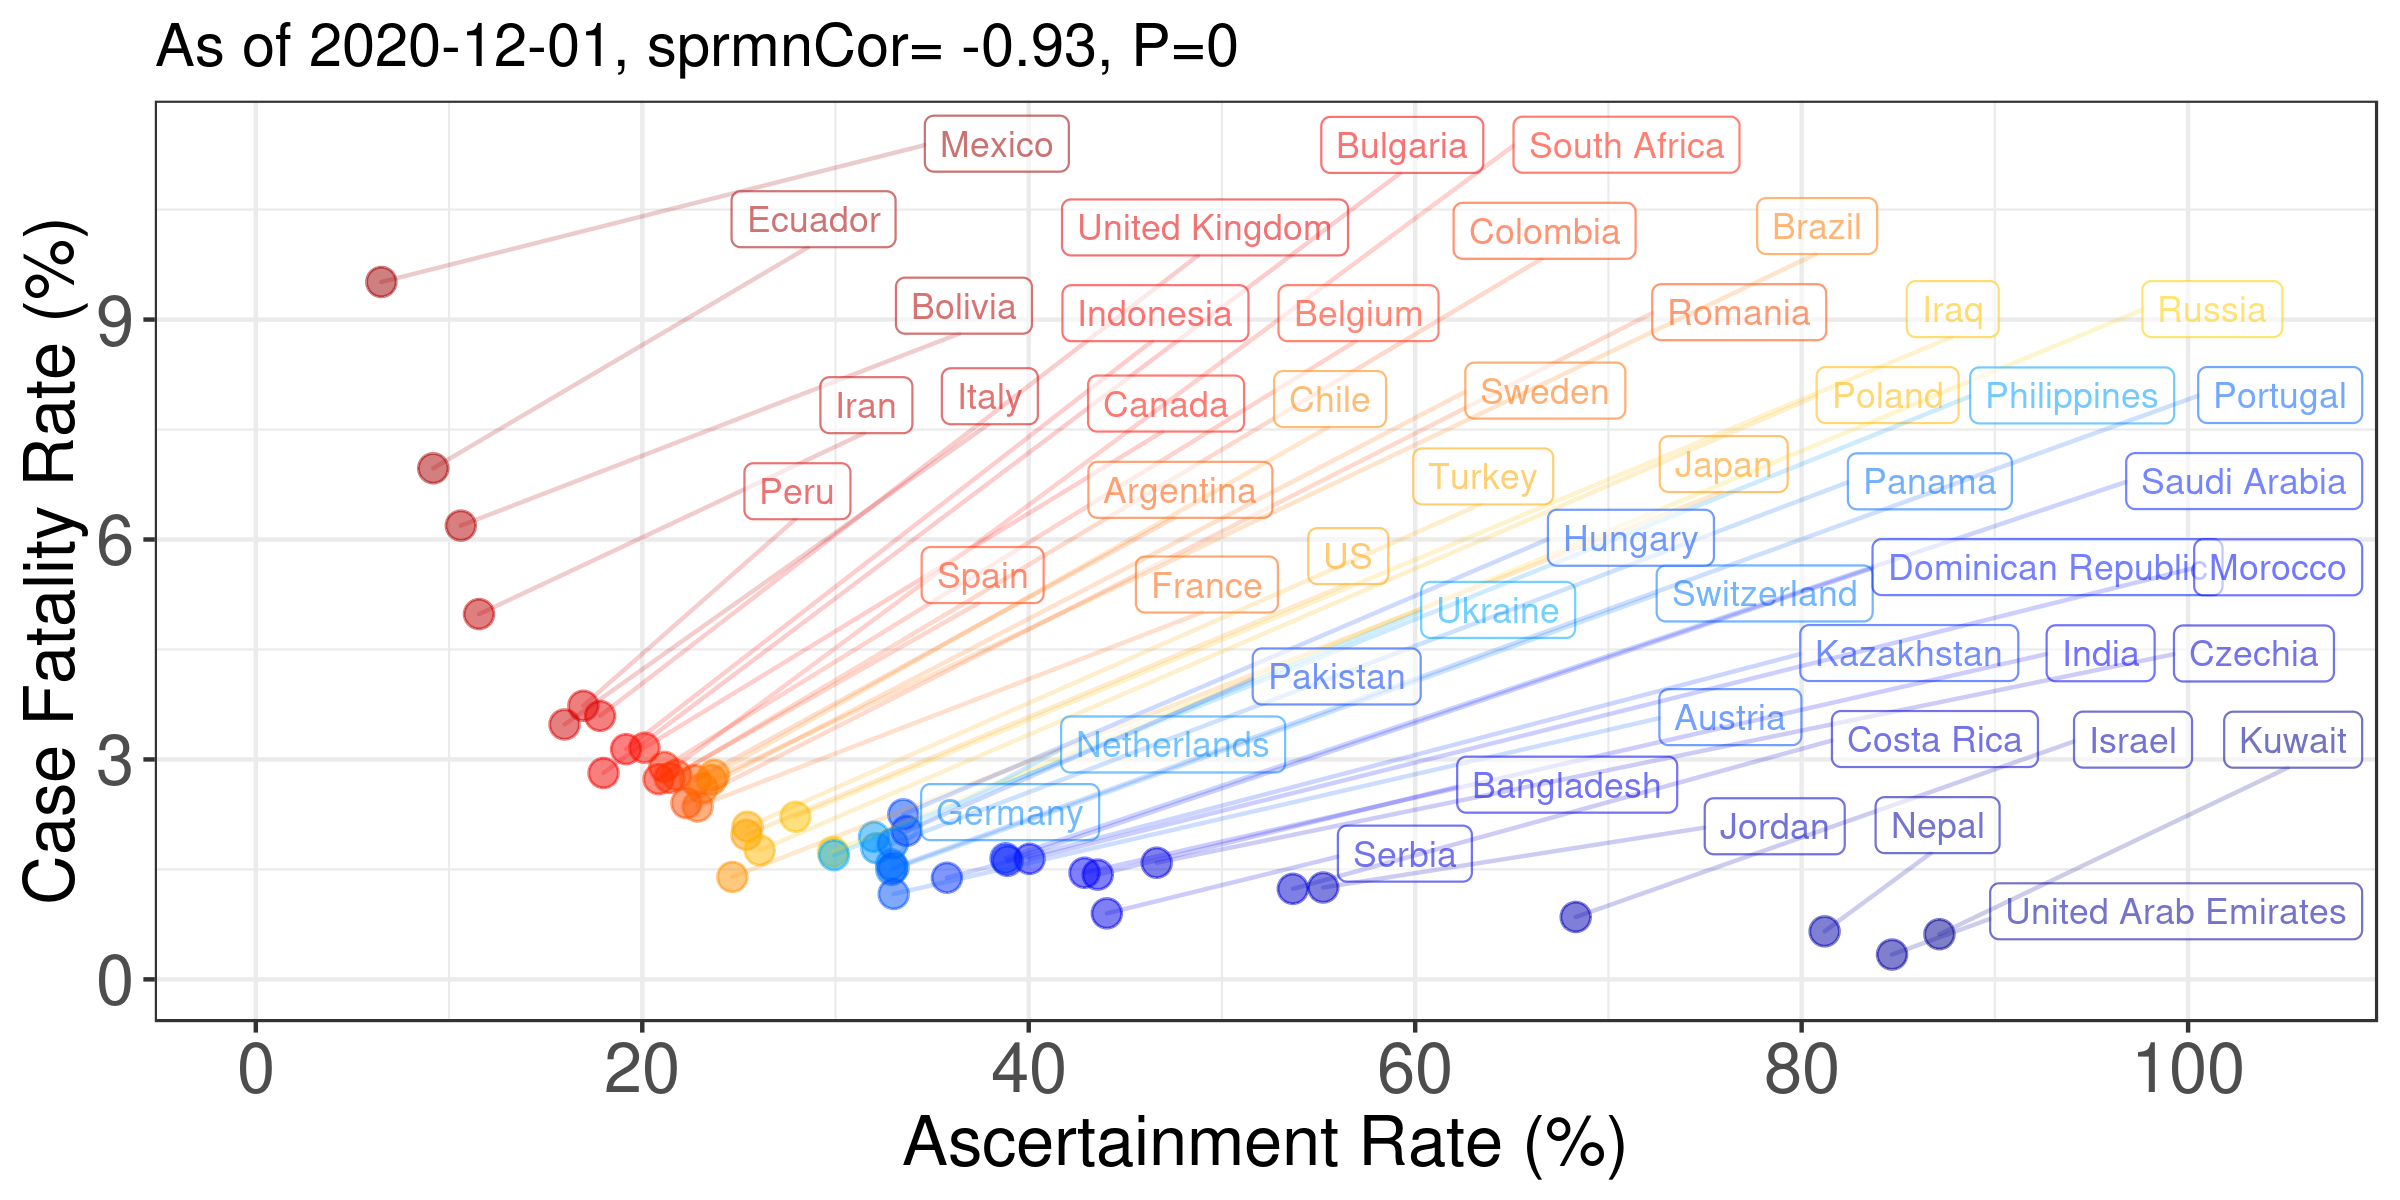 As of 2020-12-01, sprmnCor= -0.93, P=0
Case Fatality Rate (%)
9
6
3
0
Mexico
Bulgaria
South Africa
Ecuador
United Kingdom
Colombia
Brazil
Bolivia
Indonesia
Belgium
Romania
Iraq
Russia
Iran
Italy
Canada
Chile
Sweden
Poland
Philippines
Portugal
Peru
Argentina
Turkey
Japan
Panama
Saudi Arabia
Spain
France
US
Hungary
Dominican Republic
Morocco
Ukraine
Switzerland
Pakistan
Kazakhstan
India
Czechia
Netherlands
Austria
Costa Rica
Israel
Kuwait
Germany
Bangladesh
Jordan
Nepal
Serbia
United Arab Emirates
0 20 40 60 80 100
Ascertainment Rate (%)